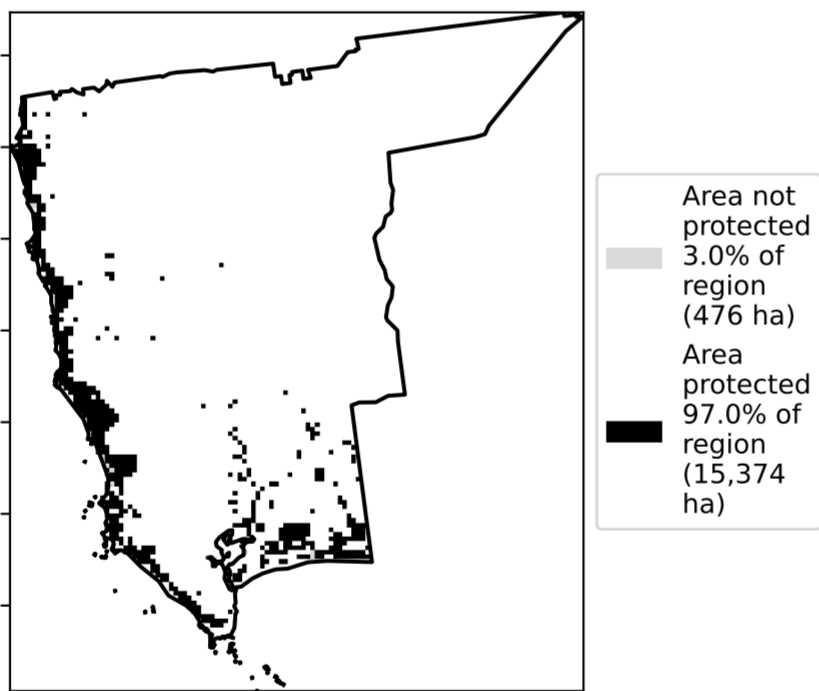 Area not
protected
3.0% of
region
(476 ha)
Area
protected
97.0% of
region
(15,374
ha)